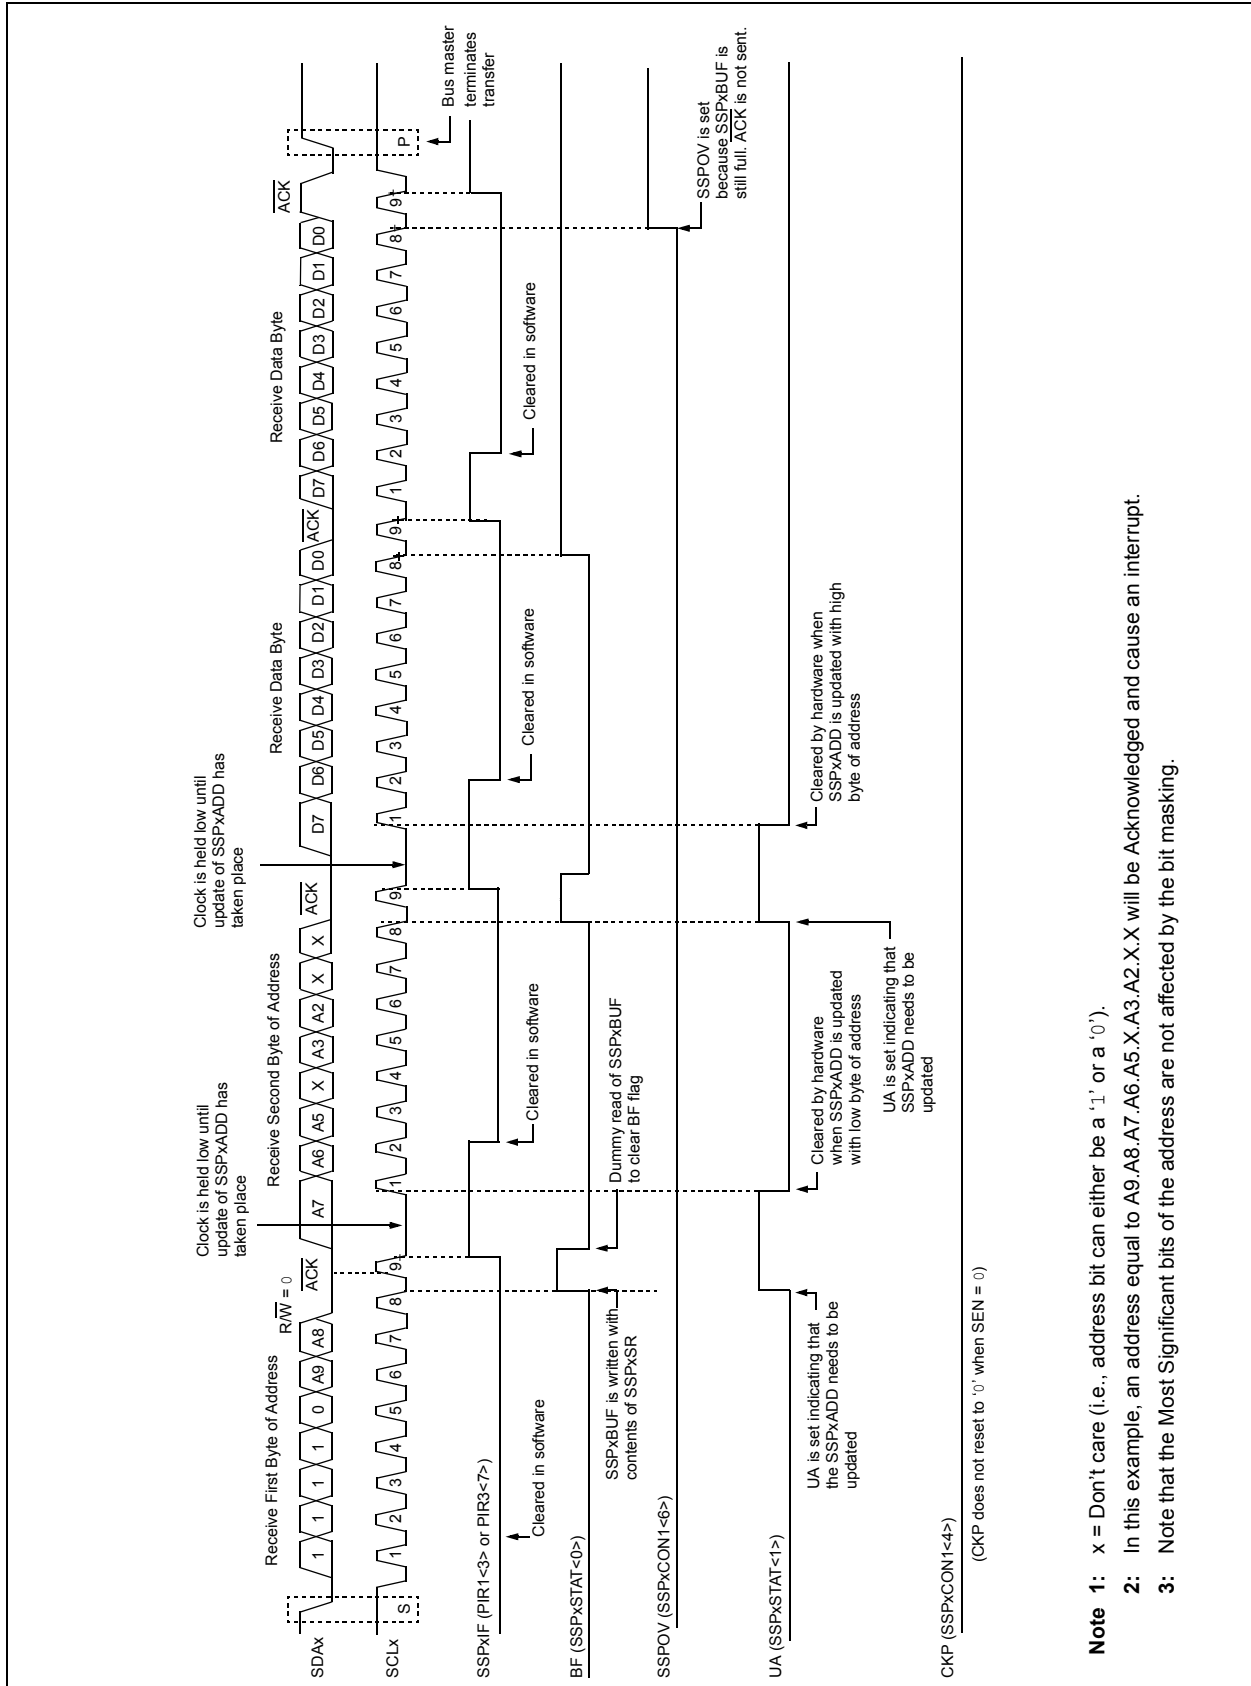 Receive First Byte of Address
R/W = 0
ACK
Clock is held low until
update of SSPxADD has
taken place
Receive Second Byte of Address
ACK
Clock is held low until
update of SSPxADD has
taken place
Receive Data Byte
ACK
Receive Data Byte
ACK
SDAx
1 1 1 1 0 A9 A8
A7 A6 A5 X A3 A2 X X
D7 D6 D5 D4 D3 D2 D1 D0
D7 D6 D5 D4 D3 D2 D1 D0
SCLx
S
1 2 3 4 5 6 7 8 9
1 2 3 4 5 6 7 8 9
1 2 3 4 5 6 7 8 9
1 2 3 4 5 6 7 8 9
P
Bus master
terminates
transfer
SSPxIF (PIR1<3> or PIR3<7>)
Cleared in software
Cleared in software
Cleared in software
Cleared in software
BF (SSPxSTAT<0>)
SSPxBUF is written with
contents of SSPxSR
Dummy read of SSPxBUF
to clear BF flag
SSPOV (SSPxCON1<6>)
SSPOV is set
because SSPxBUF is
still full. ACK is not sent.
UA (SSPxSTAT<1>)
UA is set indicating that
the SSPxADD needs to be
updated
Cleared by hardware
when SSPxADD is updated
with low byte of address
UA is set indicating that
SSPxADD needs to be
updated
Cleared by hardware when
SSPxADD is updated with high
byte of address
CKP (SSPxCON1<4>)
(CKP does not reset to ‘0’ when SEN = 0)
Note 1: x = Don’t care (i.e., address bit can either be a ‘1’ or a ‘0’).
2: In this example, an address equal to A9.A8.A7.A6.A5.X.A3.A2.X.X will be Acknowledged and cause an interrupt.
3: Note that the Most Significant bits of the address are not affected by the bit masking.